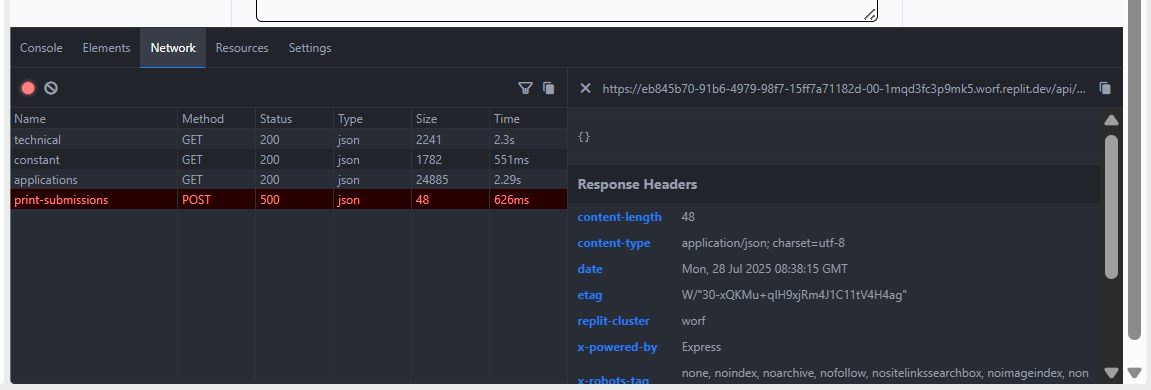 Console Elements Network Resources Settings
https://eb845b70-91b6-4979-98f7-15ff7a71182d-00-1mqd3fc3p9mk5.worf.replit.dev/api/...
Name Method Status Type Size Time
technical GET 200 json 2241 2.3s
constant GET 200 json 1782 551ms
applications GET 200 json 24885 2.29s
print-submissions POST 500 json 48 626ms
{}
Response Headers
content-length 48
content-type application/json; charset=utf-8
date Mon, 28 Jul 2025 08:38:15 GMT
etag W/"30-xQKMu+qIH9xjRm4J1C11tV4H4ag"
replit-cluster worf
x-powered-by Express
x-robots-tag none, noindex, noarchive, nofollow, nositelinkssearchbox, noimageindex, non